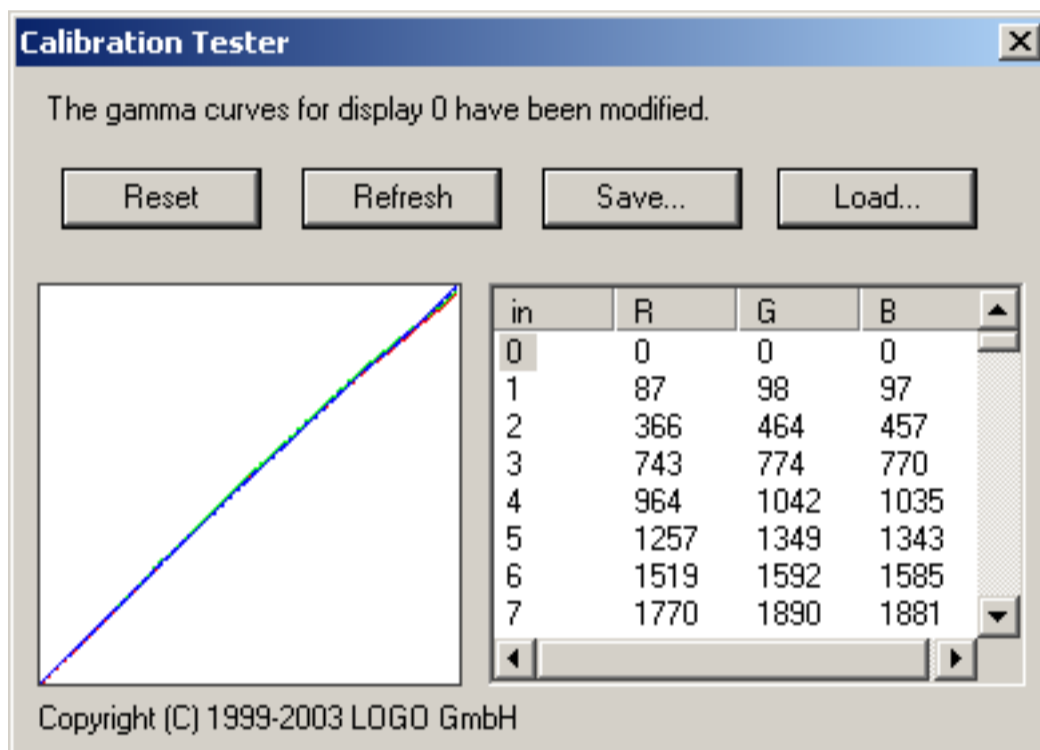 Calibration Tester
The gamma curves for display 0 have been modified.
Reset Refresh Save... Load...
in R G B
0 0 0 0
1 87 98 97
2 366 464 457
3 743 774 770
4 964 1042 1035
5 1257 1349 1343
6 1519 1592 1585
7 1770 1890 1881
Copyright (C) 1999-2003 LOGO GmbH